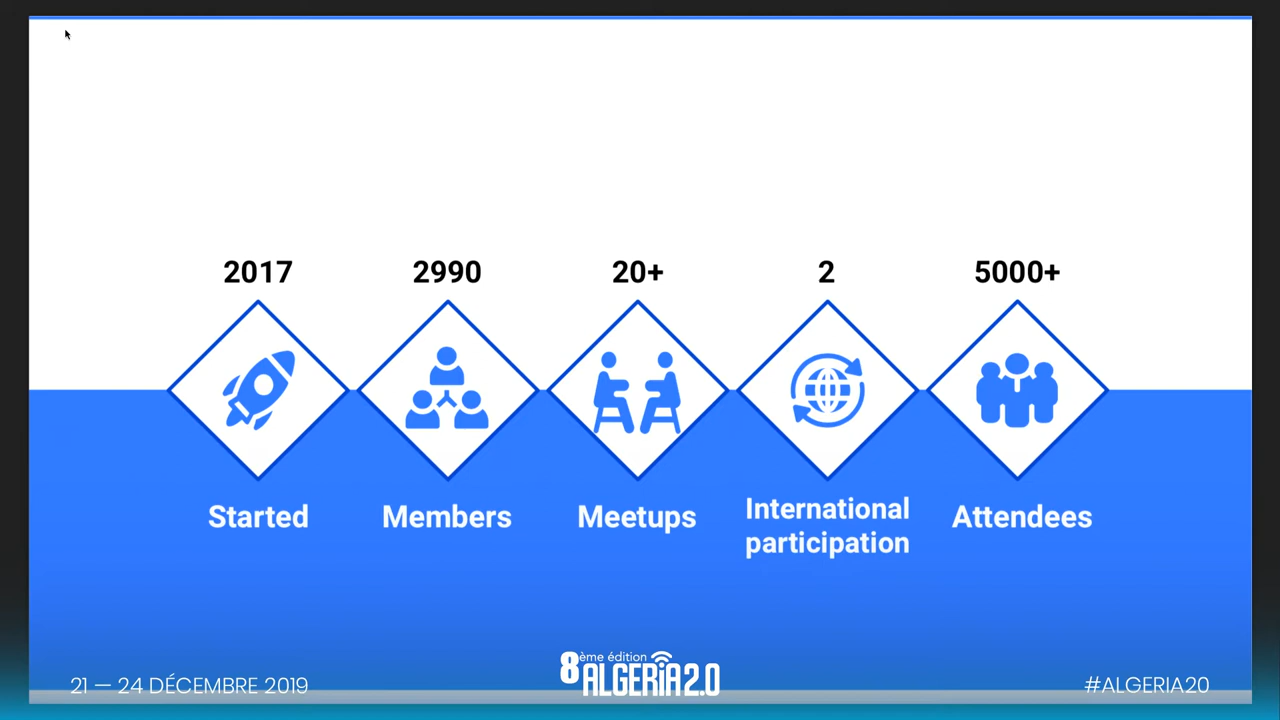 2017
2990
20+
2
5000+
Started
Members
Meetups
International
participation
Attendees
21 — 24 DÉCEMBRE 2019
8ème édition
ALGERIA2.0
#ALGERIA20